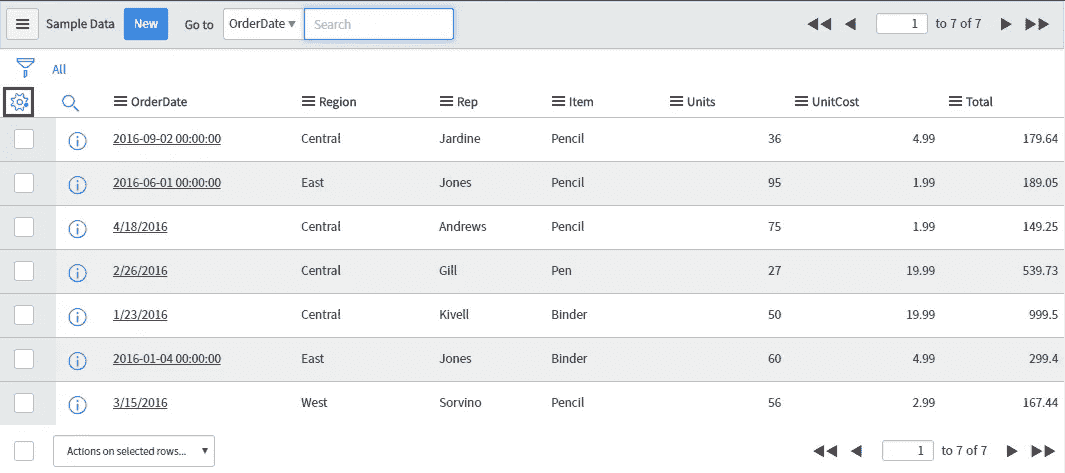 Sample Data New Go to OrderDate Search 1 to 7 of 7
All
OrderDate Region Rep Item Units UnitCost Total
2016-09-02 00:00:00 Central Jardine Pencil 36 4.99 179.64
2016-06-01 00:00:00 East Jones Pencil 95 1.99 189.05
4/18/2016 Central Andrews Pencil 75 1.99 149.25
2/26/2016 Central Gill Pen 27 19.99 539.73
1/23/2016 Central Kivell Binder 50 19.99 999.5
2016-01-04 00:00:00 East Jones Binder 60 4.99 299.4
3/15/2016 West Sorvino Pencil 56 2.99 167.44
Actions on selected rows... 1 to 7 of 7